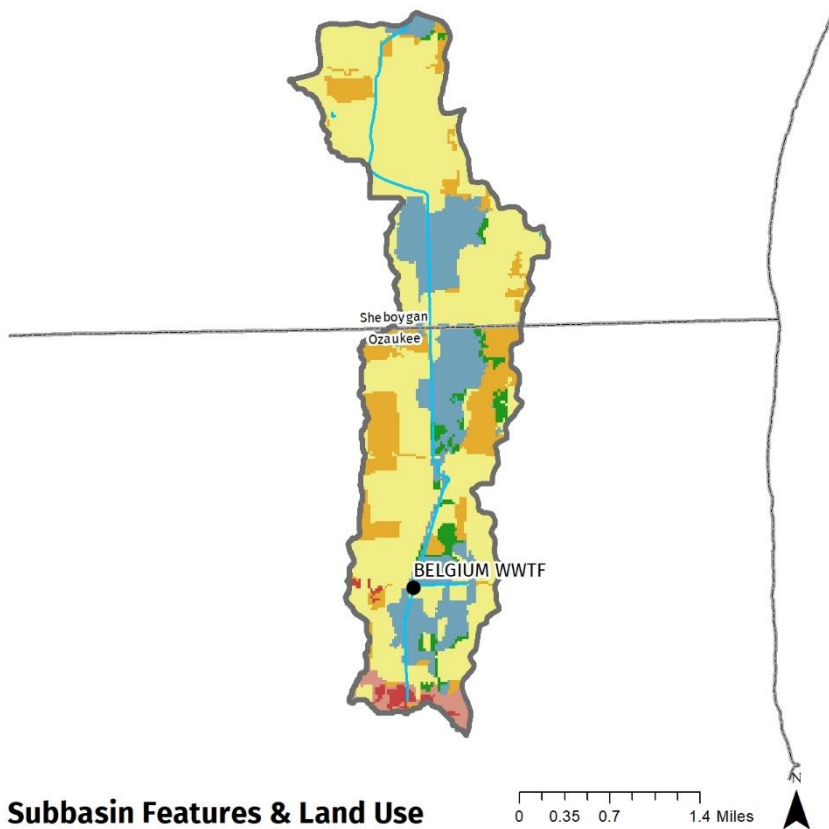 Sheboygan
Ozaukee
BELGIUM WWTF
Subbasin Features & Land Use
0 0.35 0.7 1.4 Miles
N